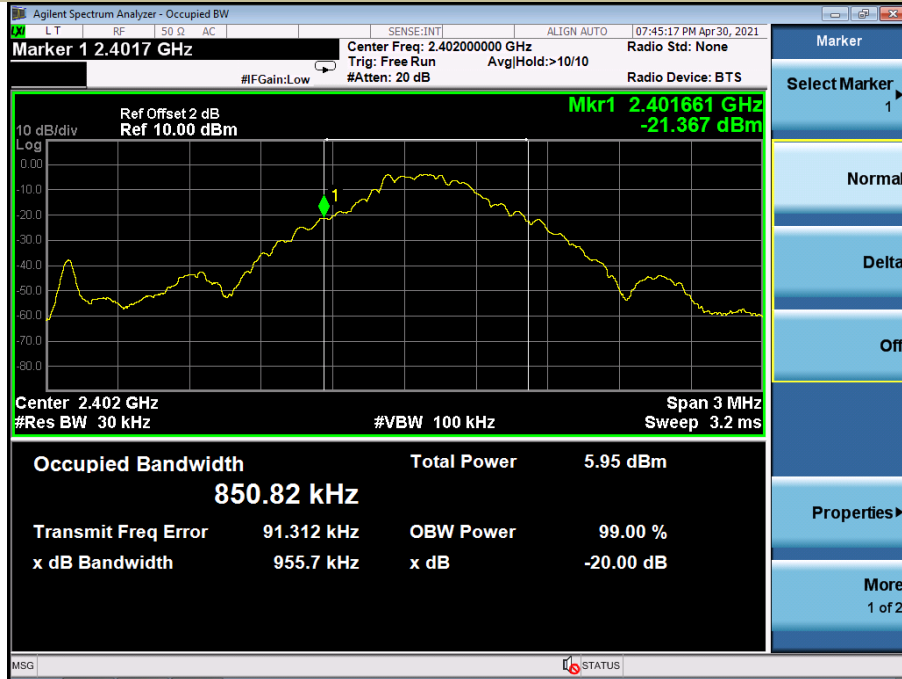 Agilent Spectrum Analyzer - Occupied BW
LXI L T RF 50 Ω AC SENSE:INT ALIGN AUTO 07:45:17 PM Apr 30, 2021
Marker 1 2.4017 GHz
Center Freq: 2.402000000 GHz Radio Std: None
Trig: Free Run Avg|Hold:>10/10
#IFGain:Low #Atten: 20 dB Radio Device: BTS
Mkr1 2.401661 GHz
-21.367 dBm
Ref Offset 2 dB
10 dB/div Ref 10.00 dBm
Log
0.00
-10.0
-20.0
-30.0
-40.0
-50.0
-60.0
-70.0
-80.0
1
Center 2.402 GHz Span 3 MHz
#Res BW 30 kHz #VBW 100 kHz Sweep 3.2 ms
Occupied Bandwidth Total Power 5.95 dBm
850.82 kHz
Transmit Freq Error 91.312 kHz OBW Power 99.00 %
x dB Bandwidth 955.7 kHz x dB -20.00 dB
MSG STATUS
Marker
Select Marker
1
Normal
Delta
Off
Properties
More
1 of 2